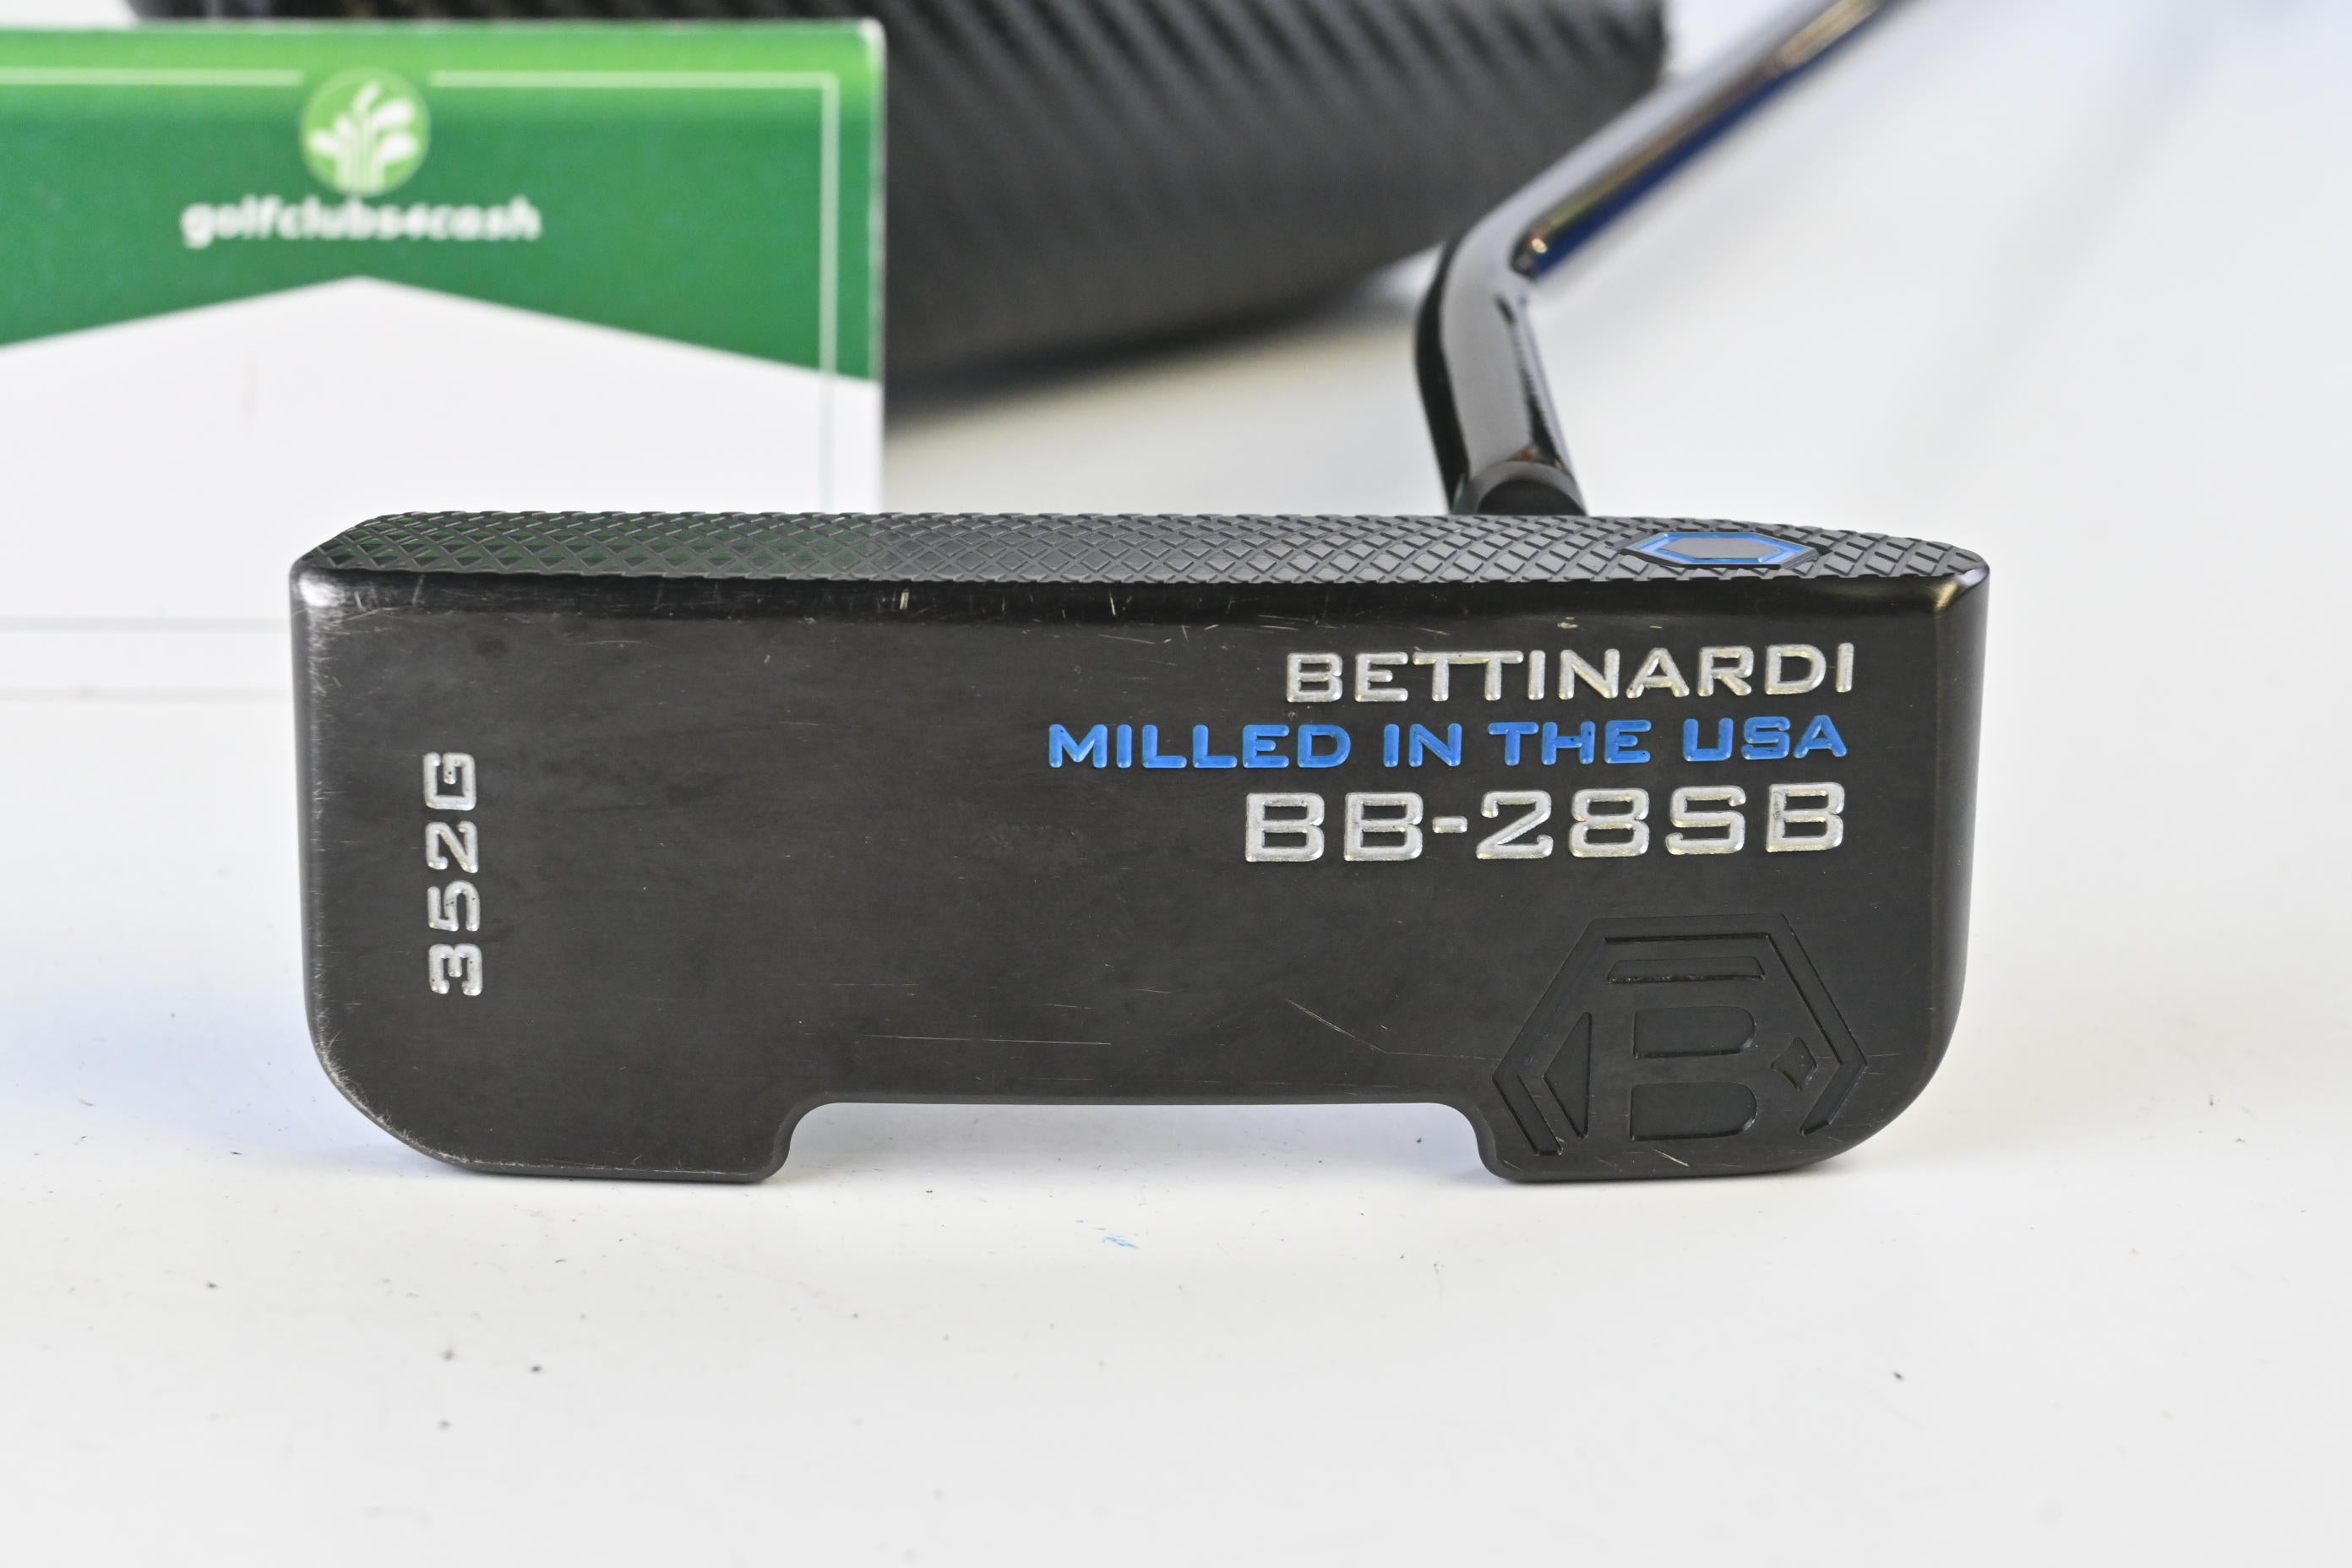 golfclubs4cash
BETTINARDI
MILLED IN THE USA
BB-28SB
352G
B